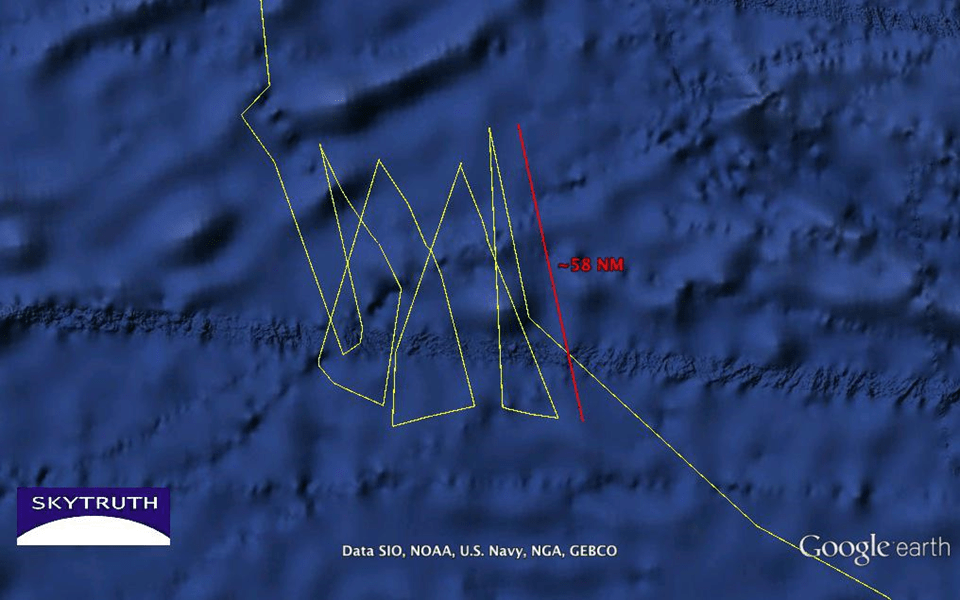 ~58 NM
SKYTRUTH
Data SIO, NOAA, U.S. Navy, NGA, GEBCO
Google earth